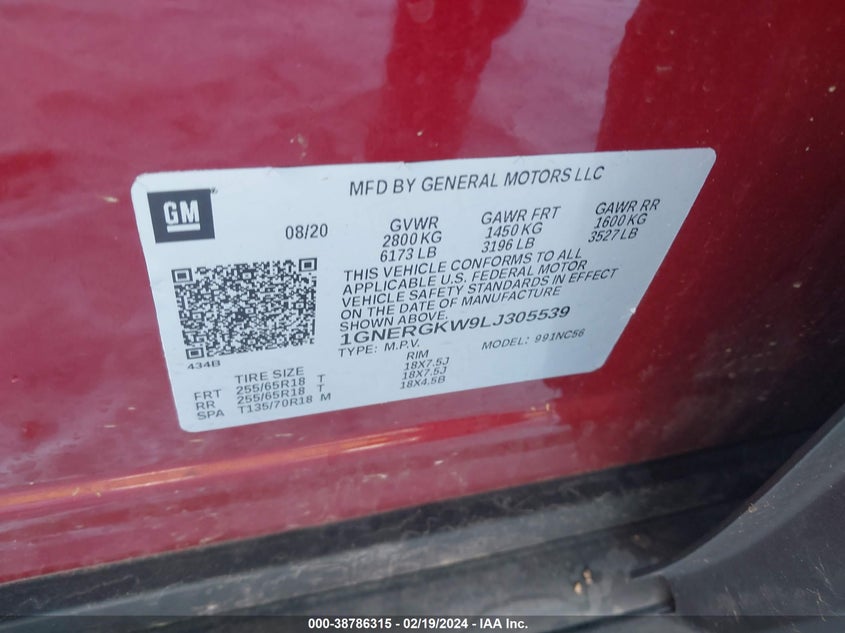 GM
MFD BY GENERAL MOTORS LLC
08/20
GVWR
2800 KG
6173 LB
GAWR FRT
1450 KG
3196 LB
GAWR RR
1600 KG
3527 LB
THIS VEHICLE CONFORMS TO ALL
APPLICABLE U.S. FEDERAL MOTOR
VEHICLE SAFETY STANDARDS IN EFFECT
ON THE DATE OF MANUFACTURE
SHOWN ABOVE.
1GNERGKW9LJ305539
TYPE: M.P.V. MODEL: 991NC56
434B
TIRE SIZE RIM
FRT 255/65R18 T 18X7.5J
RR 255/65R18 T 18X7.5J
SPA T135/70R18 M 18X4.5B
000-38786315 - 02/19/2024 - IAA Inc.